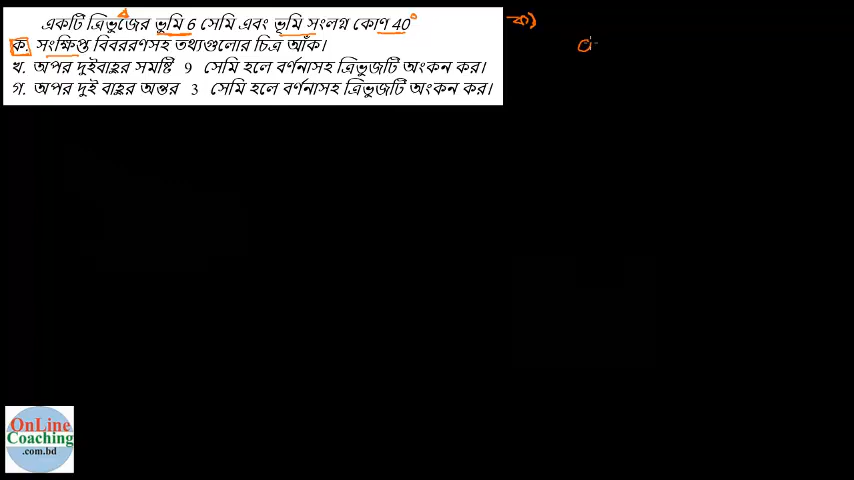 একটি ত্রিভুজের ভূমি 6 সেমি এবং ভূমি সংলগ্ন কোণ 40°
ক. সংক্ষিপ্ত বিবররণসহ তথ্যগুলোর চিত্র আঁক।
খ. অপর দুইবাহুর সমষ্টি 9 সেমি হলে বর্ণনাসহ ত্রিভুজটি অংকন কর।
গ. অপর দুই বাহুর অন্তর 3 সেমি হলে বর্ণনাসহ ত্রিভুজটি অংকন কর।
ক)
OnLine
Coaching
.com.bd